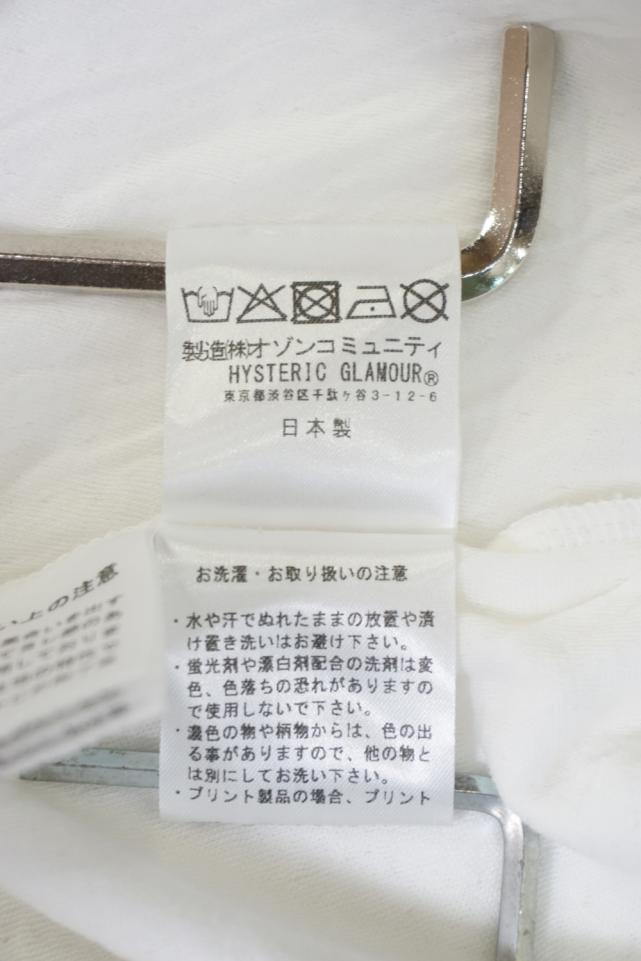 製造㈱オゾンコミュニティ
HYSTERIC GLAMOUR®
東京都渋谷区千駄ヶ谷3-12-6
日本製
お洗濯・お取り扱いの注意
・水や汗でぬれたままの放置や漬
け置き洗いはお避け下さい。
・蛍光剤や漂白剤配合の洗剤は変
色、色落ちの恐れがありますの
で使用しないで下さい。
・濃色の物や柄物からは、色の出
る事がありますので、他の物と
は別にしてお洗い下さい。
・プリント製品の場合、プリント
い上の注意